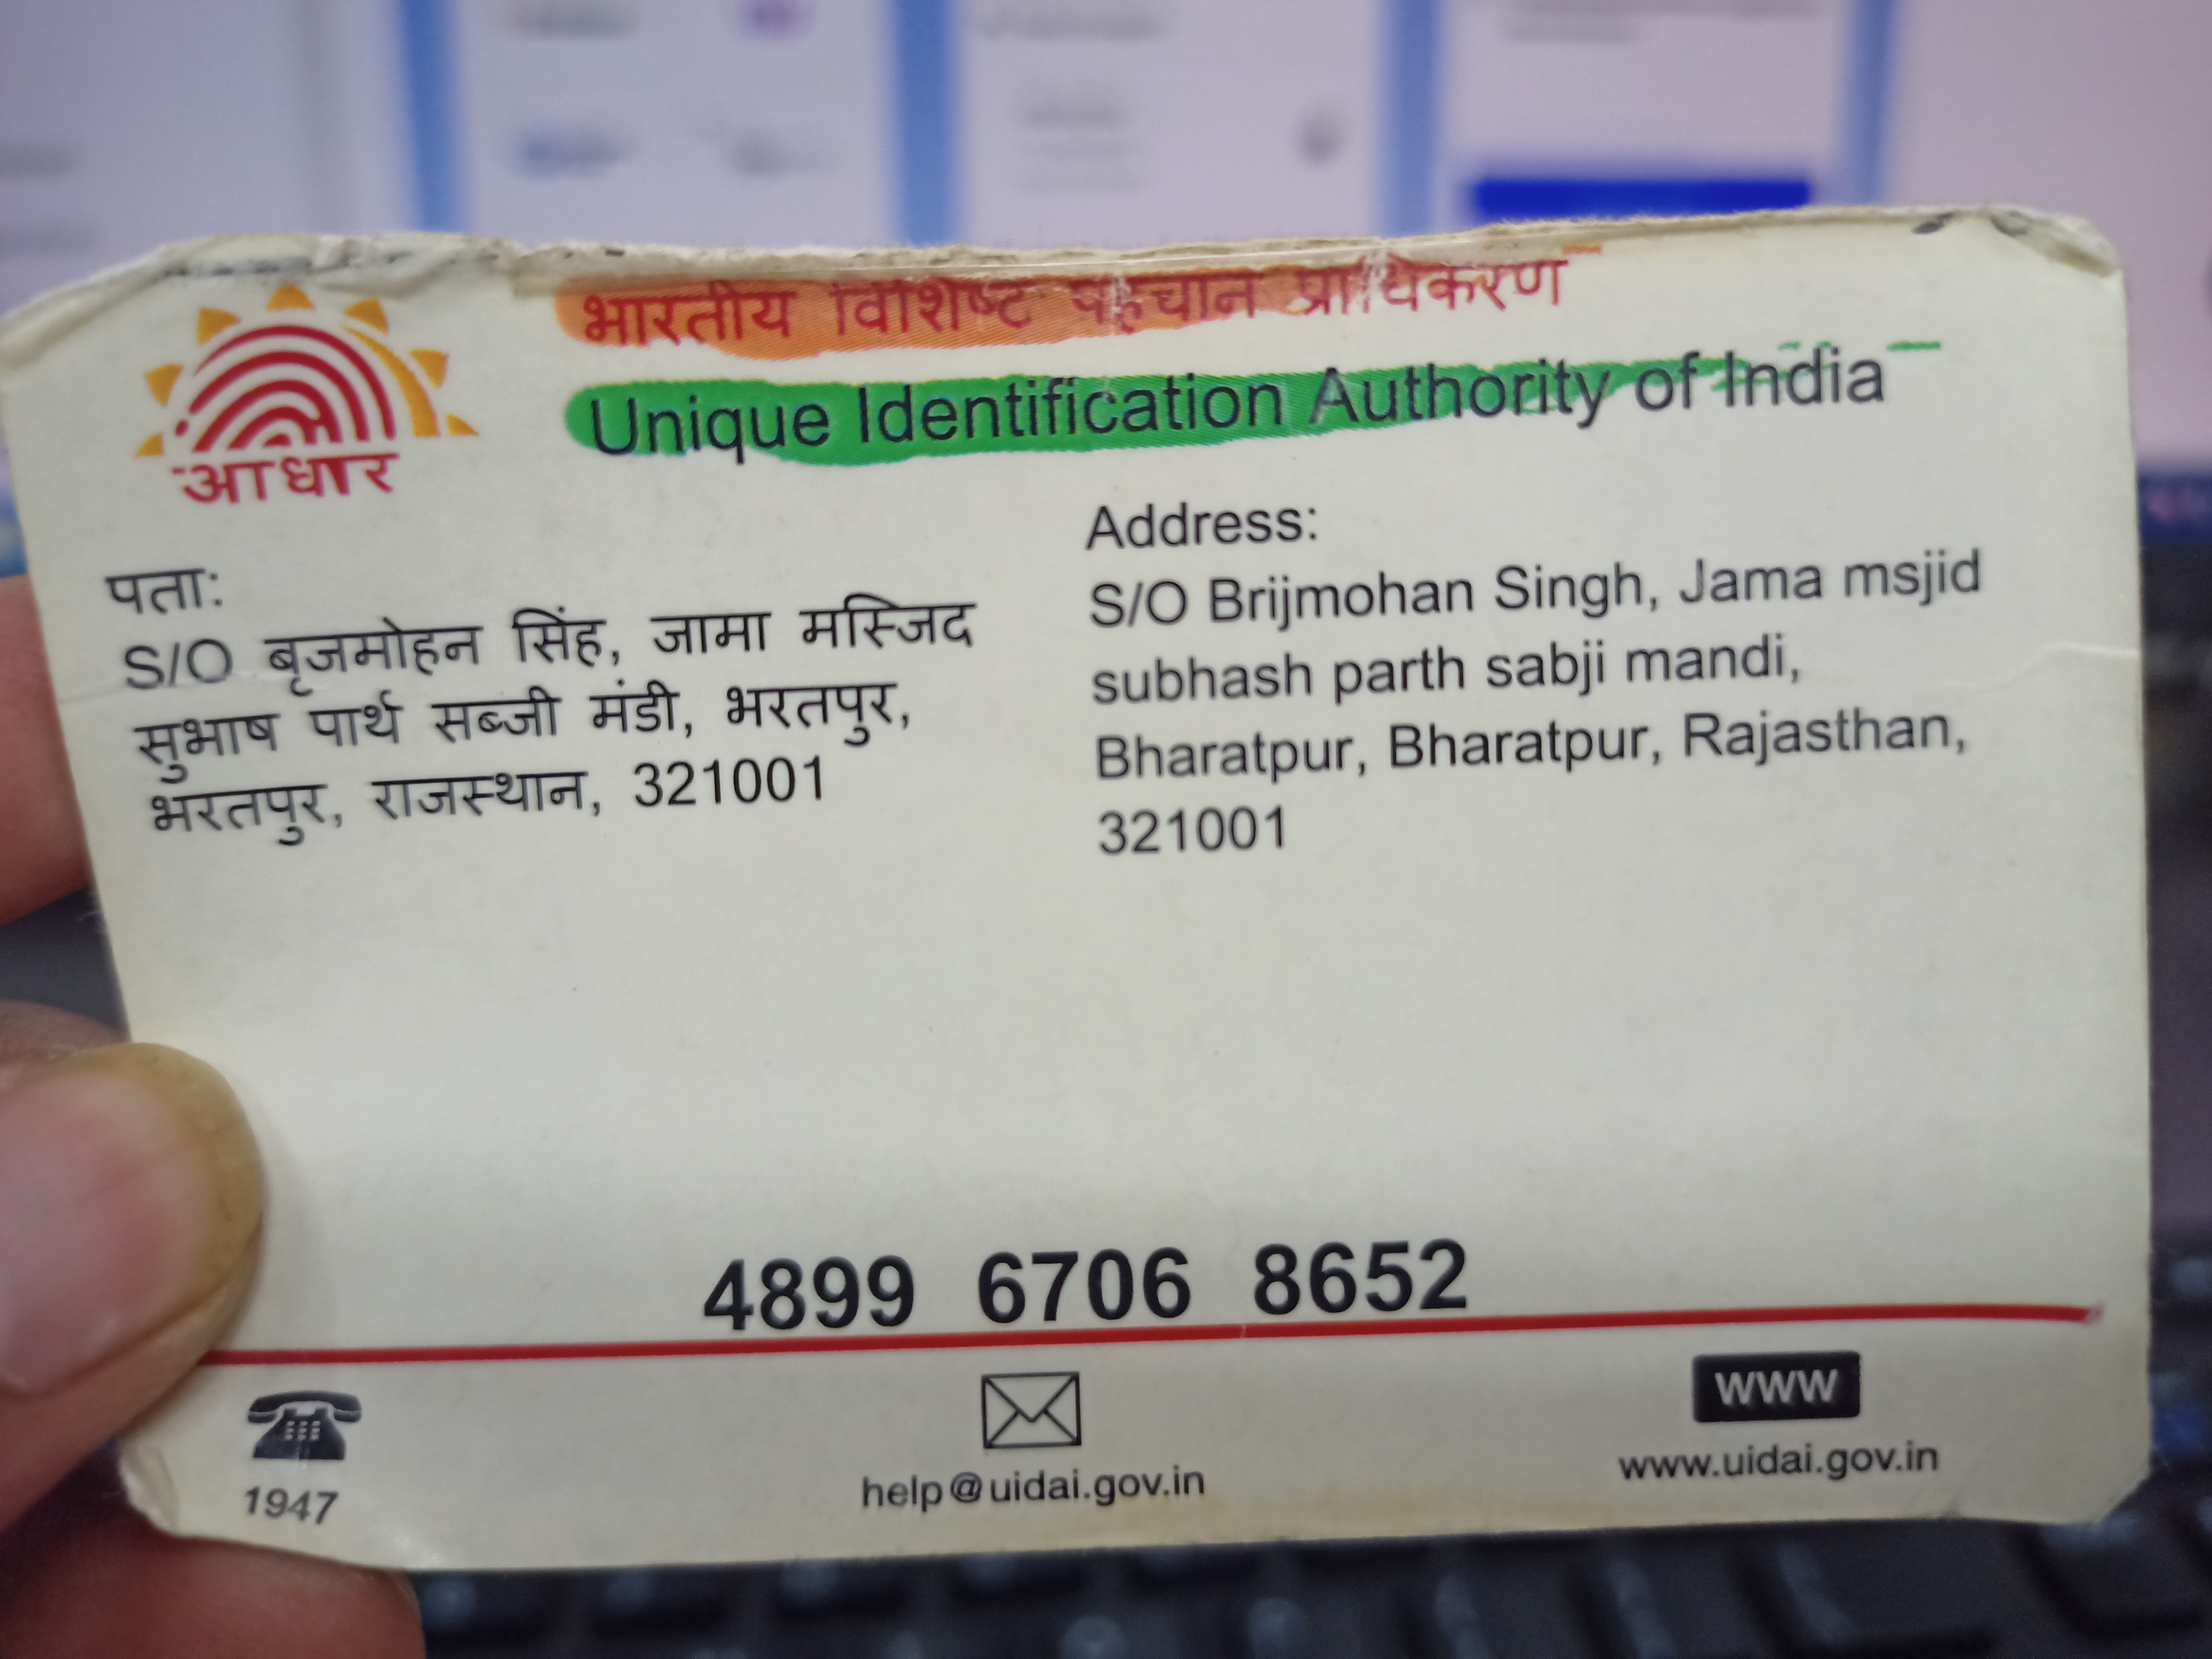 भारतीय विशिष्ट पहचान प्राधिकरण
Unique Identification Authority of India
आधार
पता:
S/O बृजमोहन सिंह, जामा मस्जिद
सुभाष पार्थ सब्जी मंडी, भरतपुर,
भरतपुर, राजस्थान, 321001
Address:
S/O Brijmohan Singh, Jama msjid
subhash parth sabji mandi,
Bharatpur, Bharatpur, Rajasthan,
321001
4899 6706 8652
1947
help@uidai.gov.in
WWW
www.uidai.gov.in